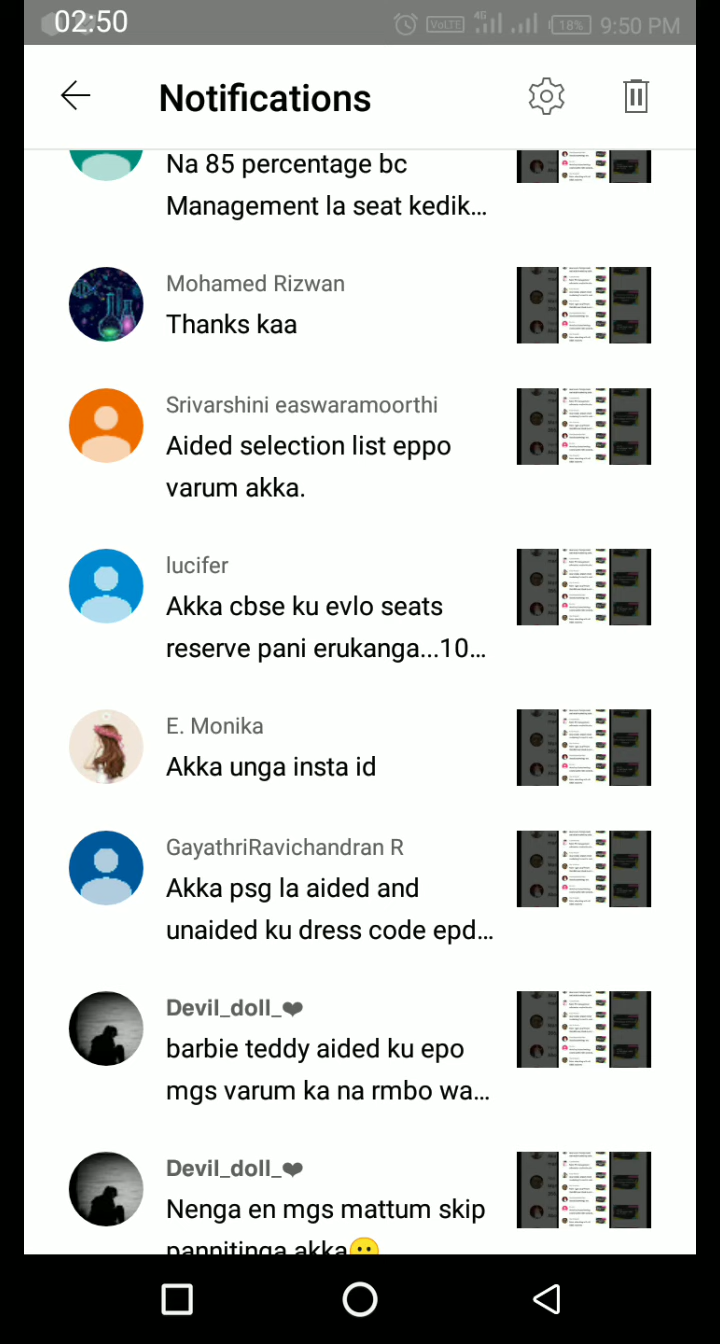 02:50
VoLTE 4G 18% 9:50 PM
Notifications
Na 85 percentage bc
Management la seat kedik...
Mohamed Rizwan
Thanks kaa
Srivarshini easwaramoorthi
Aided selection list eppo
varum akka.
lucifer
Akka cbse ku evlo seats
reserve pani erukanga...10...
E. Monika
Akka unga insta id
GayathriRavichandran R
Akka psg la aided and
unaided ku dress code epd...
Devil_doll_❤
barbie teddy aided ku epo
mgs varum ka na rmbo wa...
Devil_doll_❤
Nenga en mgs mattum skip
pannitinga akka